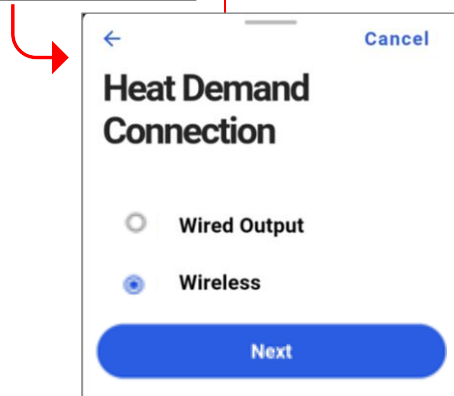 Cancel
Heat Demand
Connection
Wired Output
Wireless
Next